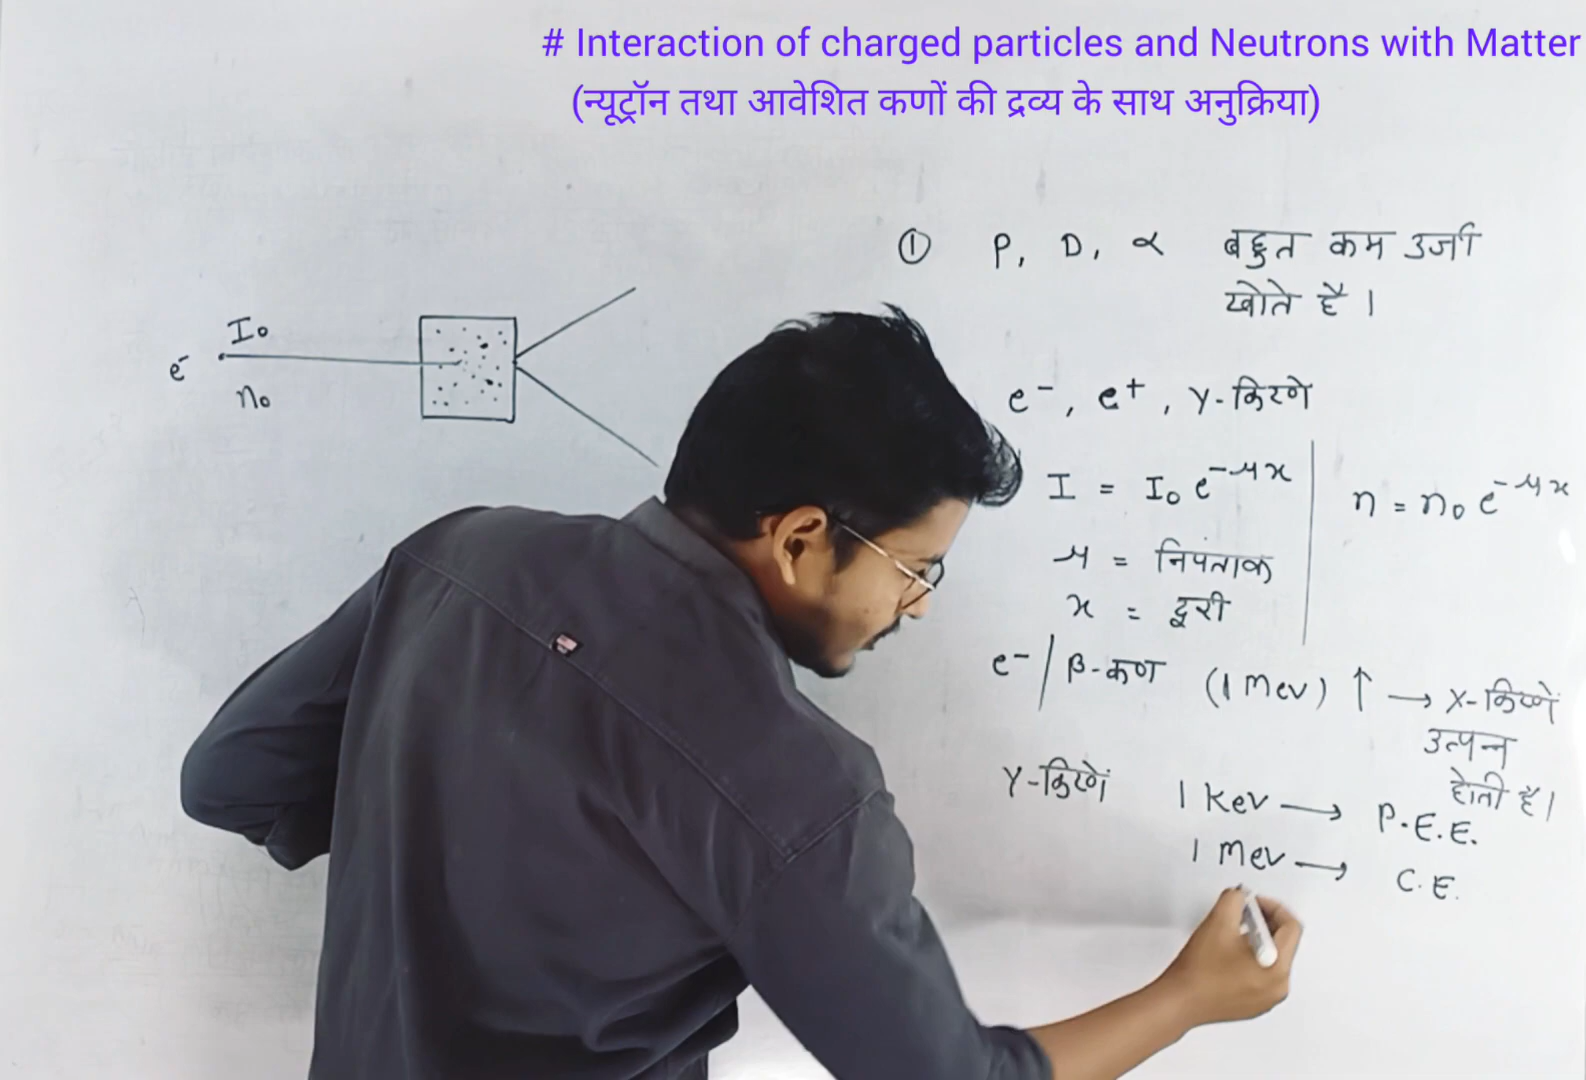 # Interaction of charged particles and Neutrons with Matter
(न्यूट्रॉन तथा आवेशित कणों की द्रव्य के साथ अनुक्रिया)
① P, D, α बहुत कम उर्जा
खोते है।
I₀
e⁻
n₀
e⁻, e⁺, γ-किरणे
I = I₀ e^-μx
n = n₀ e^-μx
μ = नियतांक
x = दूरी
e⁻/β-कण (1 Mev) ↑ → X-किरणे
उत्पन्न
होती हैं।
γ-किरणें 1 Kev → P.E.E.
1 Mev → C.E.